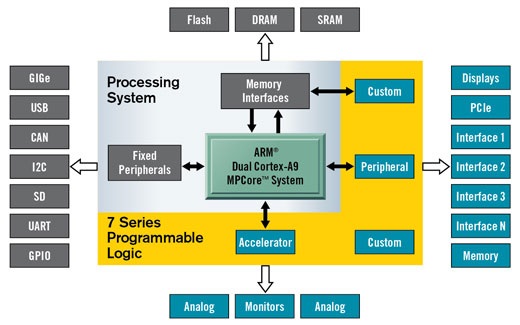 Flash
DRAM
SRAM
GIGe
USB
CAN
I2C
SD
UART
GPIO
Processing
System
Memory
Interfaces
Custom
Fixed
Peripherals
ARM®
Dual Cortex-A9
MPCore™ System
Peripheral
7 Series
Programmable
Logic
Accelerator
Custom
Displays
PCIe
Interface 1
Interface 2
Interface 3
Interface N
Memory
Analog
Monitors
Analog